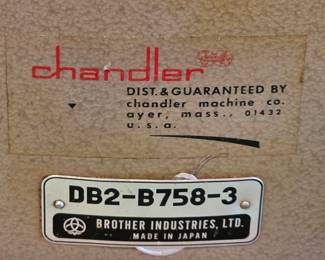 chandler
DIST. & GUARANTEED BY
chandler machine co.
ayer, mass., 01432
u. s. a.
DB2-B758-3
BROTHER INDUSTRIES, LTD.
MADE IN JAPAN